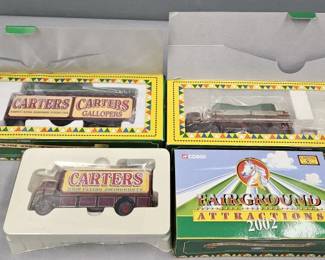 CARTERS
CARTERS
GALLOPERS
CARTERS
CORGI
FAIRGROUND
ATTRACTIONS
2002